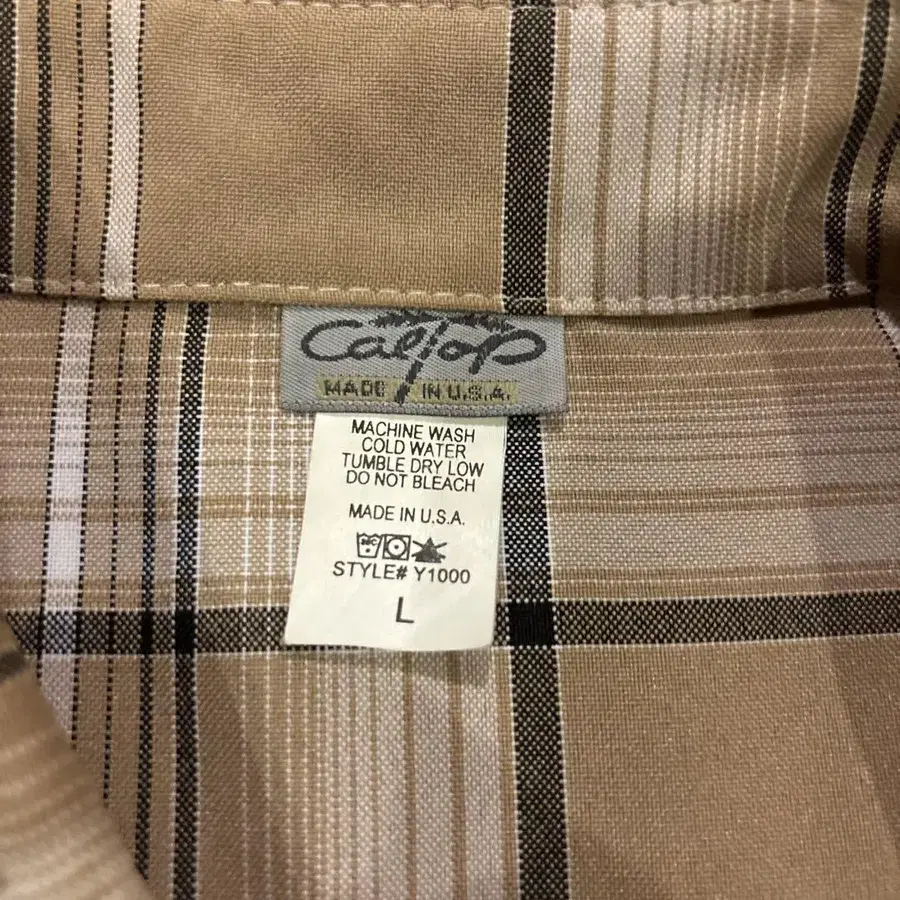 CalTop
MADE IN U.S.A.
MACHINE WASH
COLD WATER
TUMBLE DRY LOW
DO NOT BLEACH
MADE IN U.S.A.
STYLE# Y1000
L